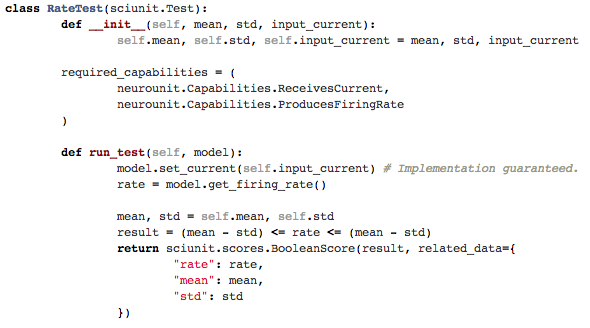 class RateTest(sciunit.Test):
def __init__(self, mean, std, input_current):
self.mean, self.std, self.input_current = mean, std, input_current
required_capabilities = (
neurounit.Capabilities.ReceivesCurrent,
neurounit.Capabilities.ProducesFiringRate
)
def run_test(self, model):
model.set_current(self.input_current) # Implementation guaranteed.
rate = model.get_firing_rate()
mean, std = self.mean, self.std
result = (mean - std) <= rate <= (mean - std)
return sciunit.scores.BooleanScore(result, related_data={
"rate": rate,
"mean": mean,
"std": std
})